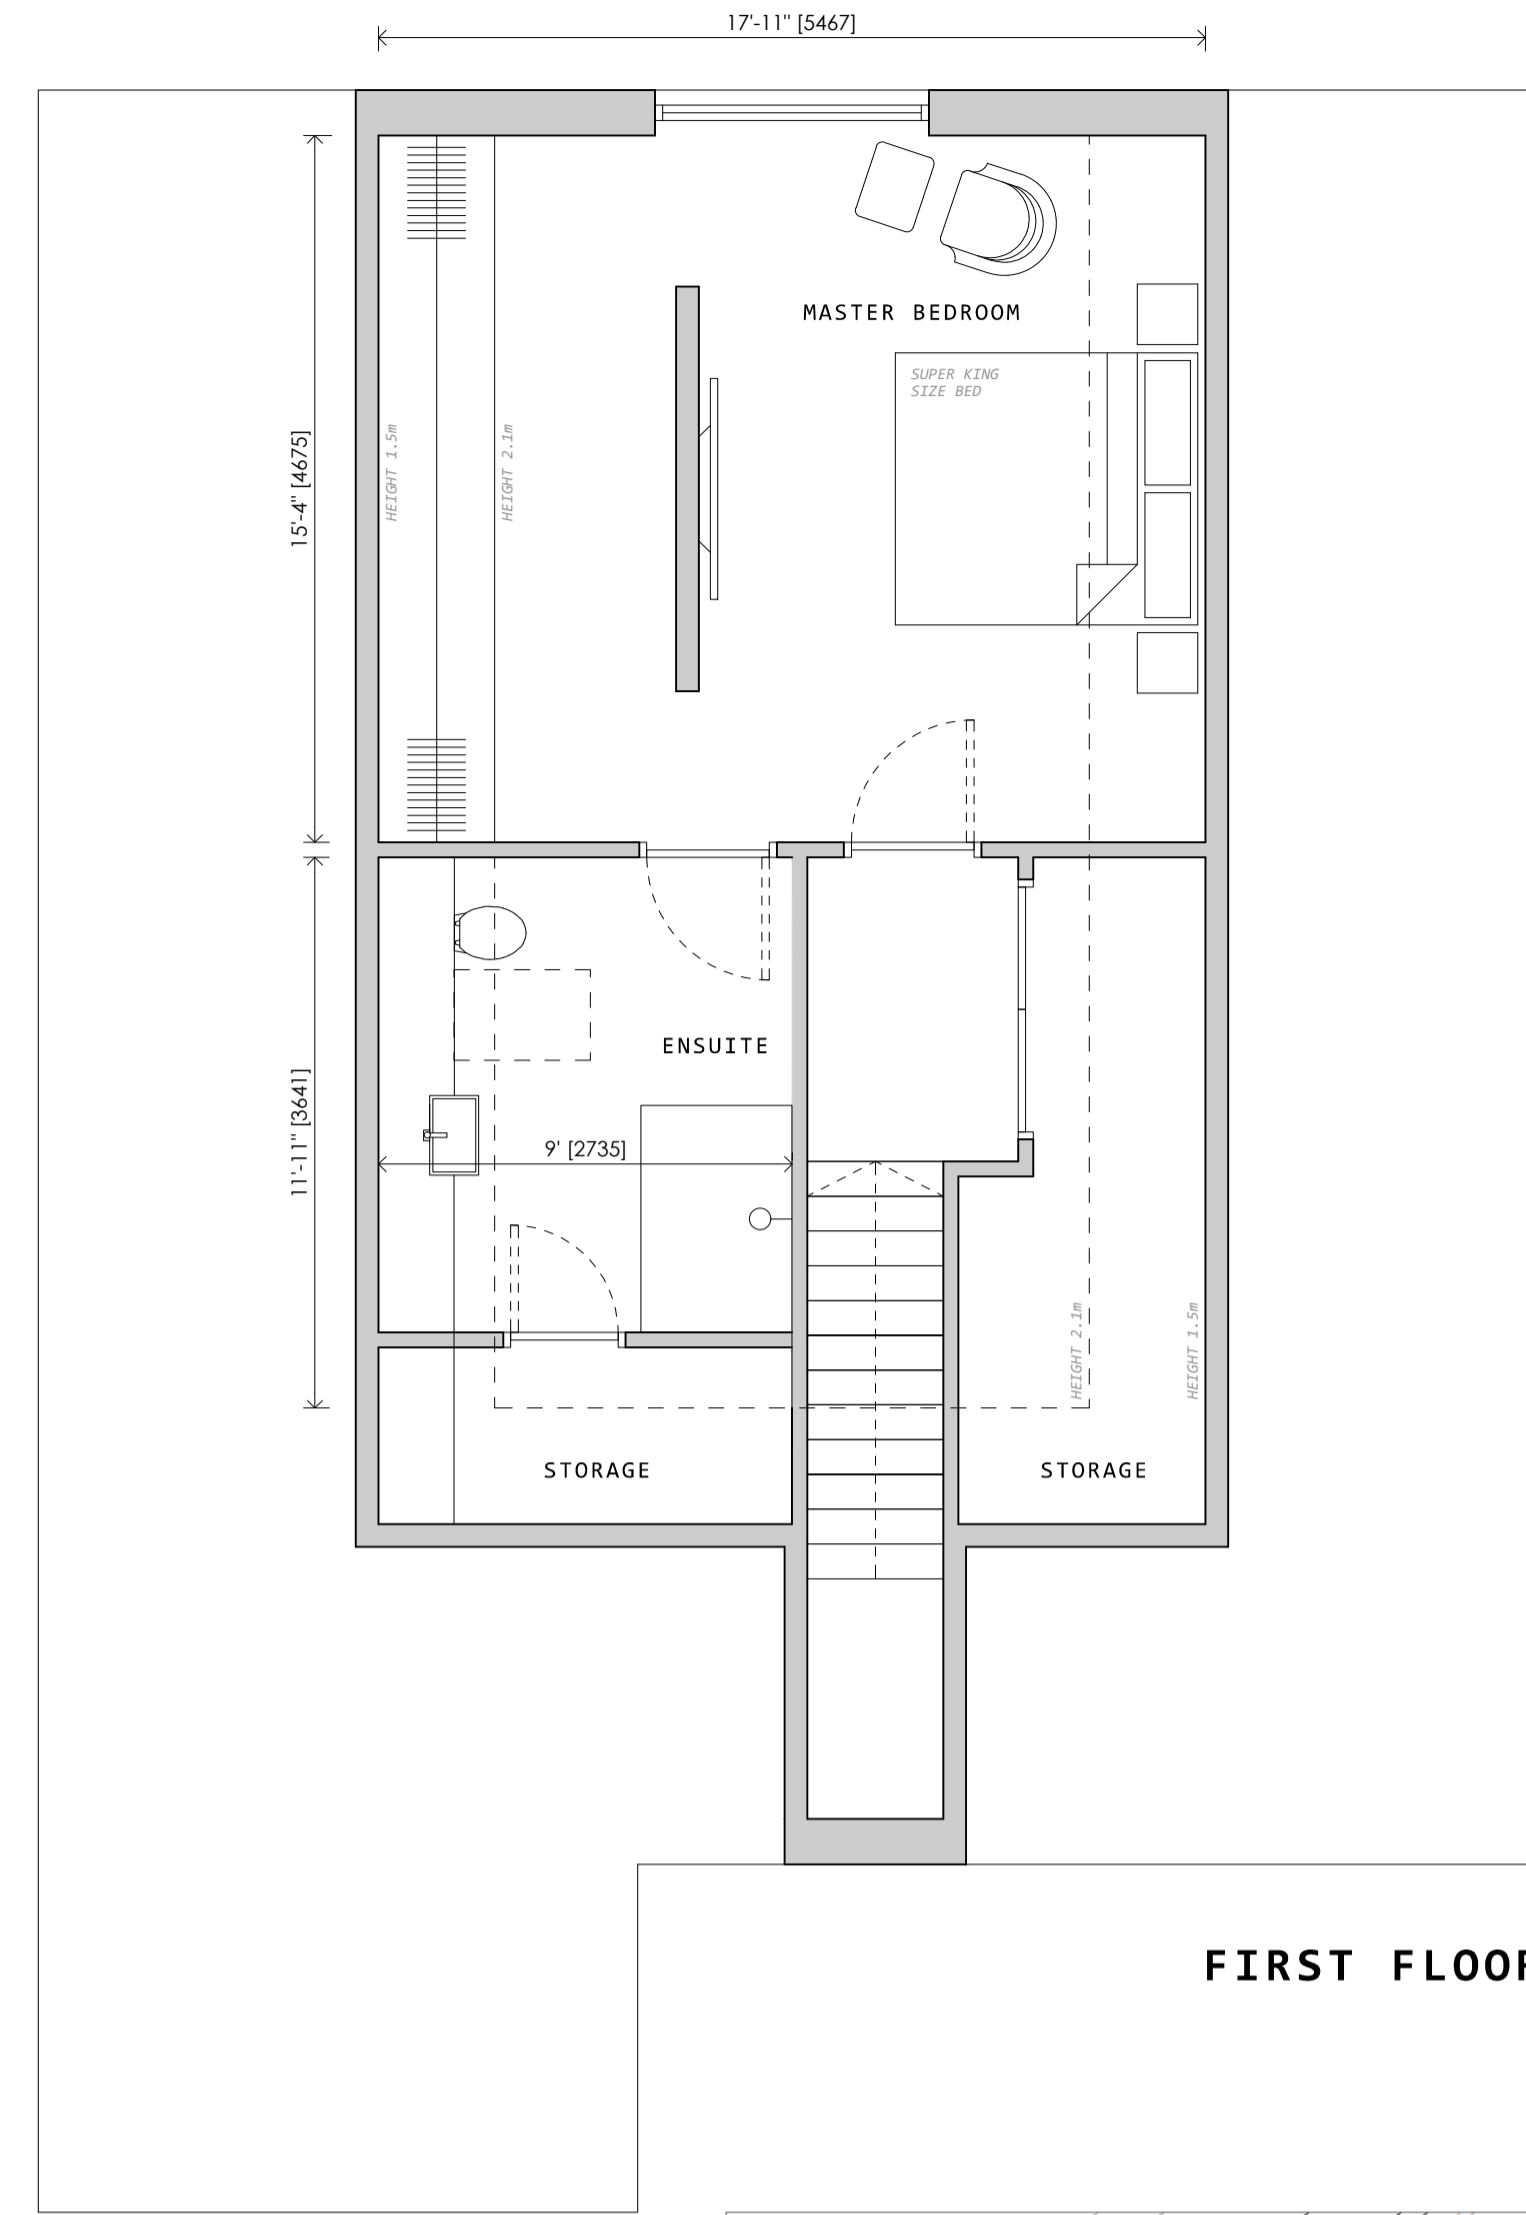 17'-11" [5467]
MASTER BEDROOM
SUPER KING
SIZE BED
HEIGHT 1.5m
HEIGHT 2.1m
15'-4" [4675]
ENSUITE
11'-11" [3641]
9' [2735]
HEIGHT 2.1m
HEIGHT 1.5m
STORAGE
STORAGE
FIRST FLOOR